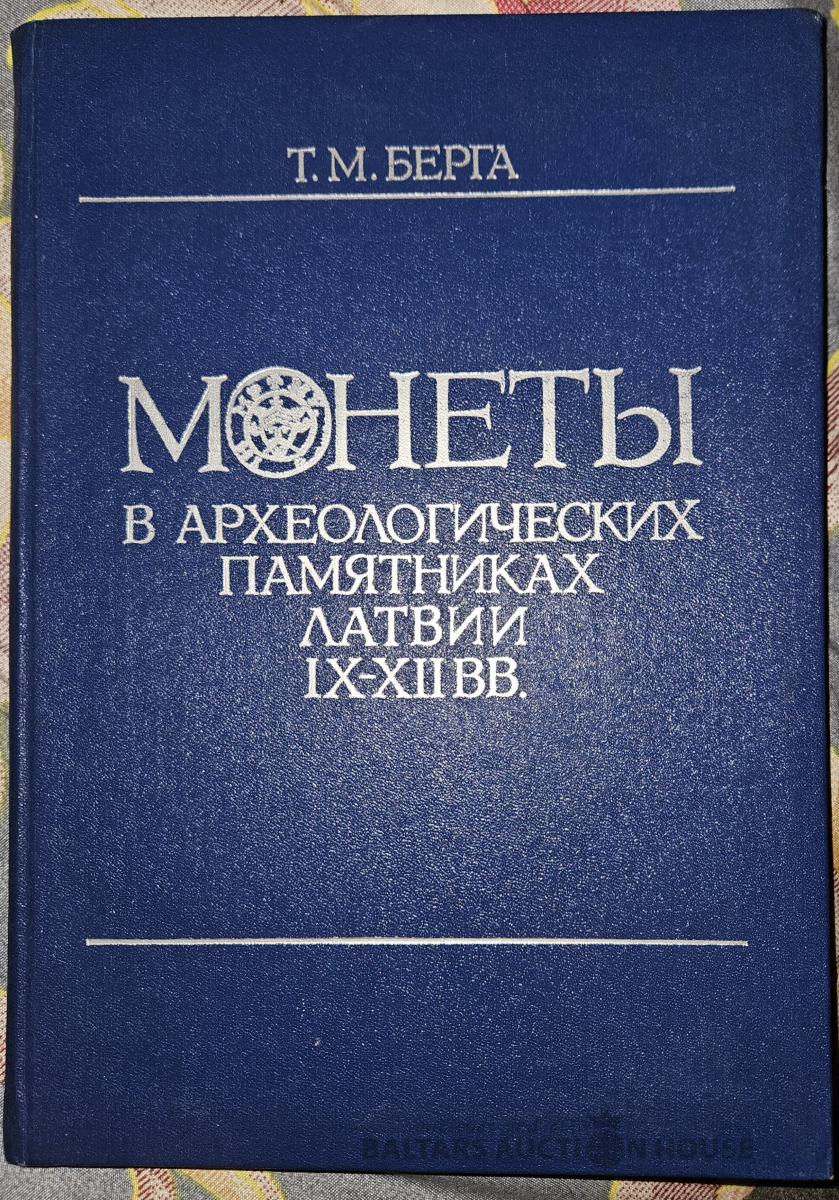 Т. М. БЕРГА
МОНЕТЫ
В АРХЕОЛОГИЧЕСКИХ
ПАМЯТНИКАХ
ЛАТВИИ
IX-XII ВВ.
BALTARS AUCTION HOUSE